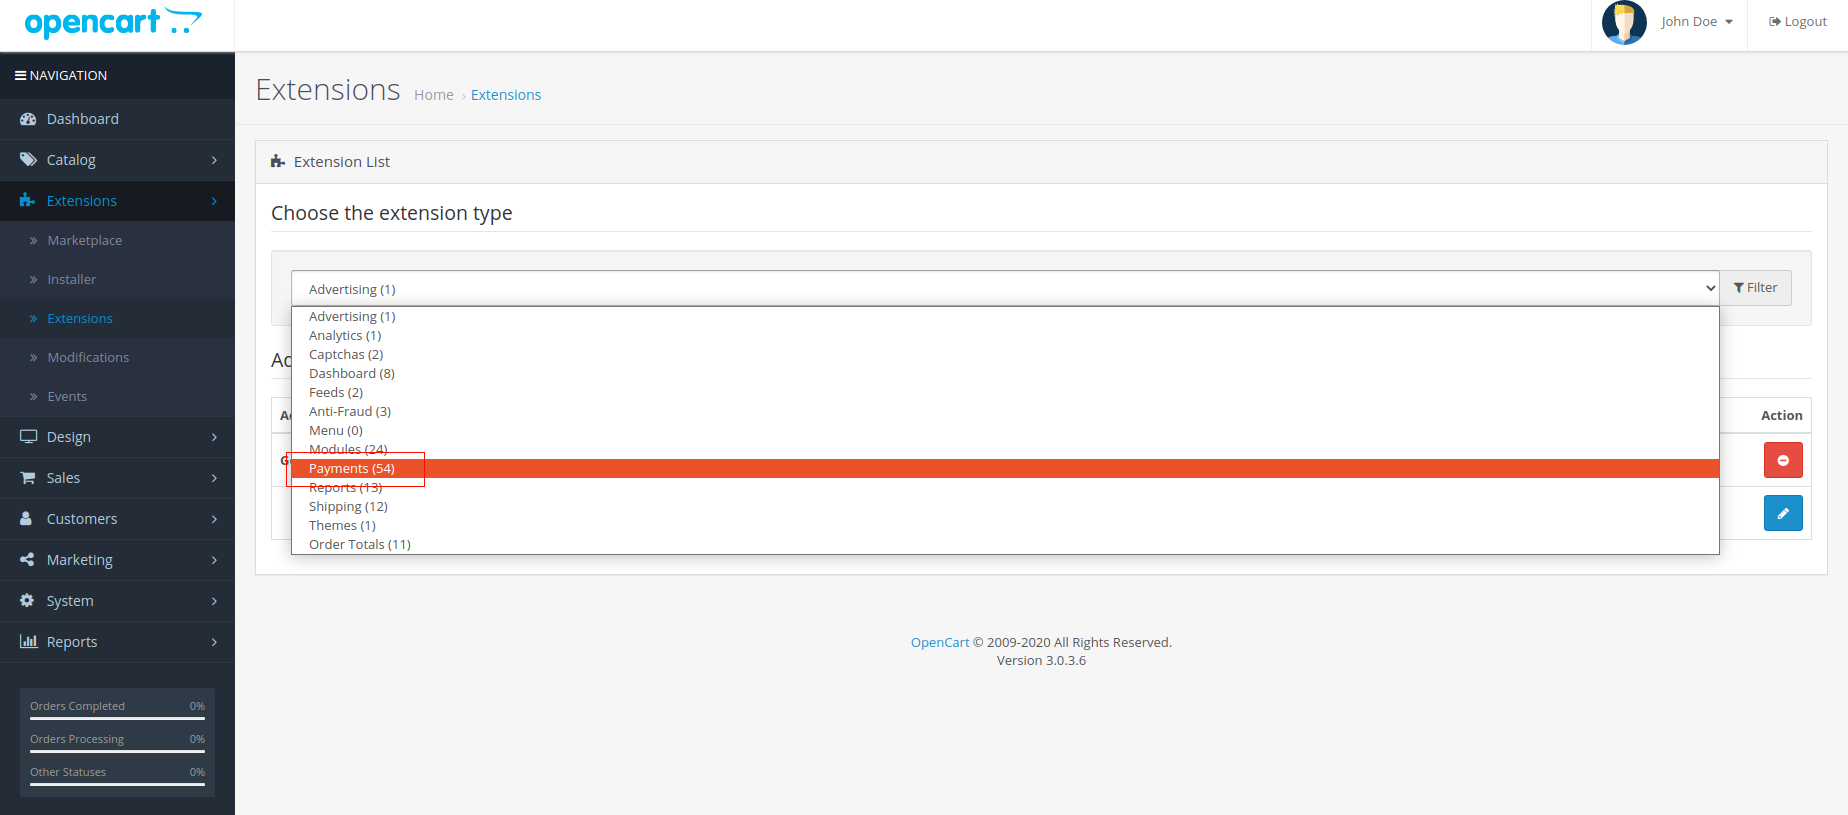 opencart
John Doe
Logout
NAVIGATION
Dashboard
Catalog
Extensions
Marketplace
Installer
Extensions
Modifications
Events
Design
Sales
Customers
Marketing
System
Reports
Orders Completed 0%
Orders Processing 0%
Other Statuses 0%
Extensions Home › Extensions
Extension List
Choose the extension type
Advertising (1)
Filter
Advertising (1)
Analytics (1)
Captchas (2)
Dashboard (8)
Feeds (2)
Anti-Fraud (3)
Menu (0)
Modules (24)
Payments (54)
Reports (13)
Shipping (12)
Themes (1)
Order Totals (11)
Action
OpenCart © 2009-2020 All Rights Reserved.
Version 3.0.3.6